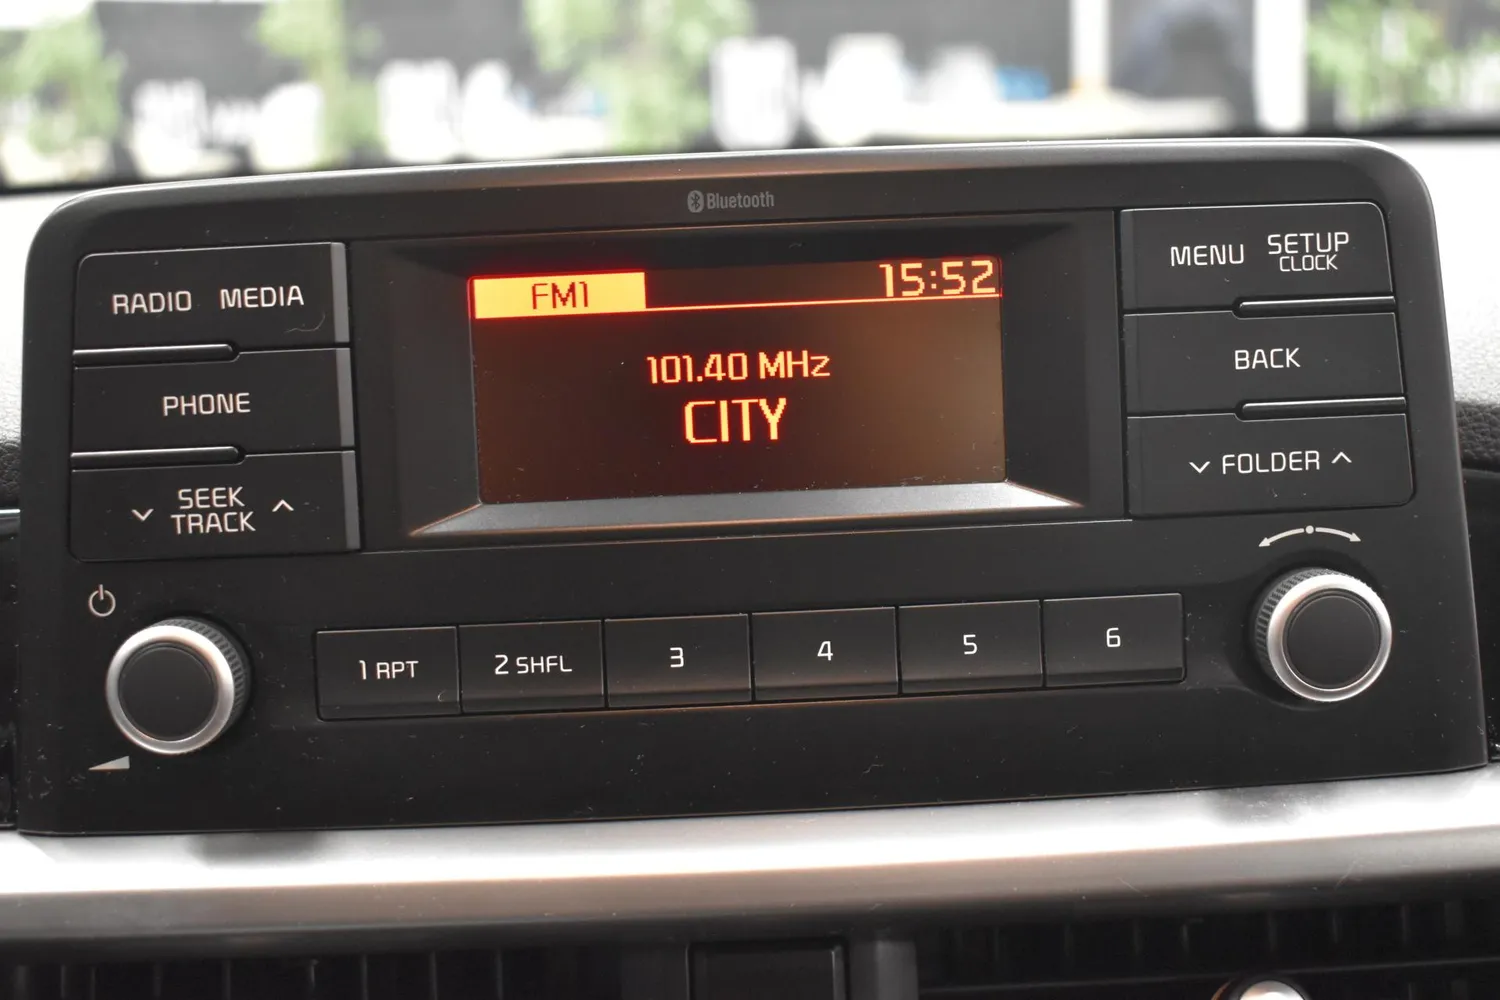 Bluetooth
RADIO MEDIA
PHONE
SEEK
TRACK
FM1 15:52
101.40 MHz
CITY
MENU SETUP
CLOCK
BACK
FOLDER
1 RPT 2 SHFL 3 4 5 6